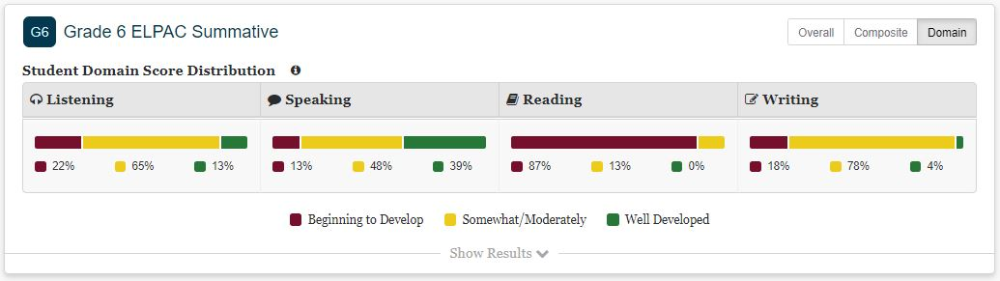 G6 Grade 6 ELPAC Summative Overall Composite Domain
Student Domain Score Distribution
Listening Speaking Reading Writing
22% 65% 13% 13% 48% 39% 87% 13% 0% 18% 78% 4%
Beginning to Develop Somewhat/Moderately Well Developed
Show Results